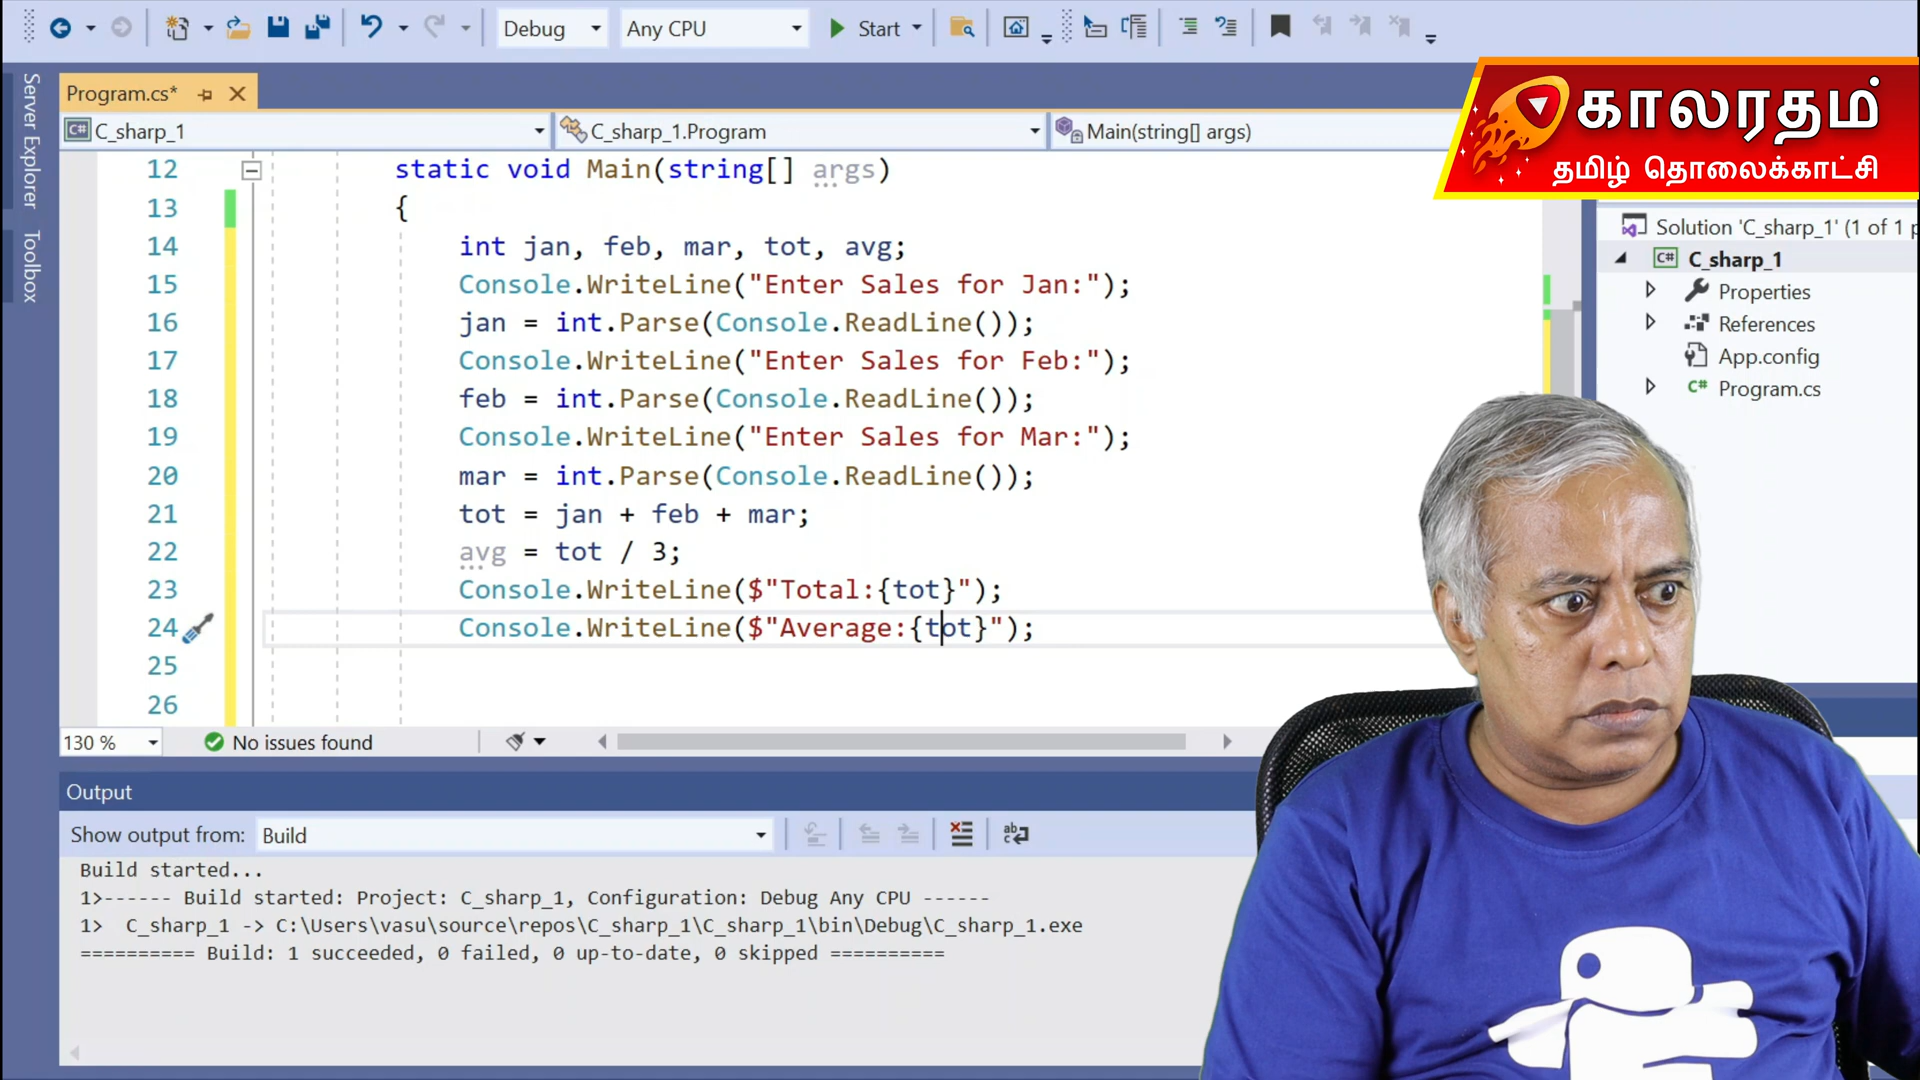 Debug
Any CPU
Start
காலரதம்
தமிழ் தொலைக்காட்சி
Server Explorer
Toolbox
Program.cs*
C# C_sharp_1
C_sharp_1.Program
Main(string[] args)
12 static void Main(string[] args)
13 {
14 int jan, feb, mar, tot, avg;
15 Console.WriteLine("Enter Sales for Jan:");
16 jan = int.Parse(Console.ReadLine());
17 Console.WriteLine("Enter Sales for Feb:");
18 feb = int.Parse(Console.ReadLine());
19 Console.WriteLine("Enter Sales for Mar:");
20 mar = int.Parse(Console.ReadLine());
21 tot = jan + feb + mar;
22 avg = tot / 3;
23 Console.WriteLine($"Total:{tot}");
24 Console.WriteLine($"Average:{tot}");
25
26
Solution 'C_sharp_1' (1 of 1 p
C# C_sharp_1
Properties
References
App.config
C# Program.cs
130 %
No issues found
Output
Show output from: Build
Build started...
1>------ Build started: Project: C_sharp_1, Configuration: Debug Any CPU ------
1>  C_sharp_1 -> C:\Users\vasu\source\repos\C_sharp_1\C_sharp_1\bin\Debug\C_sharp_1.exe
========== Build: 1 succeeded, 0 failed, 0 up-to-date, 0 skipped ==========